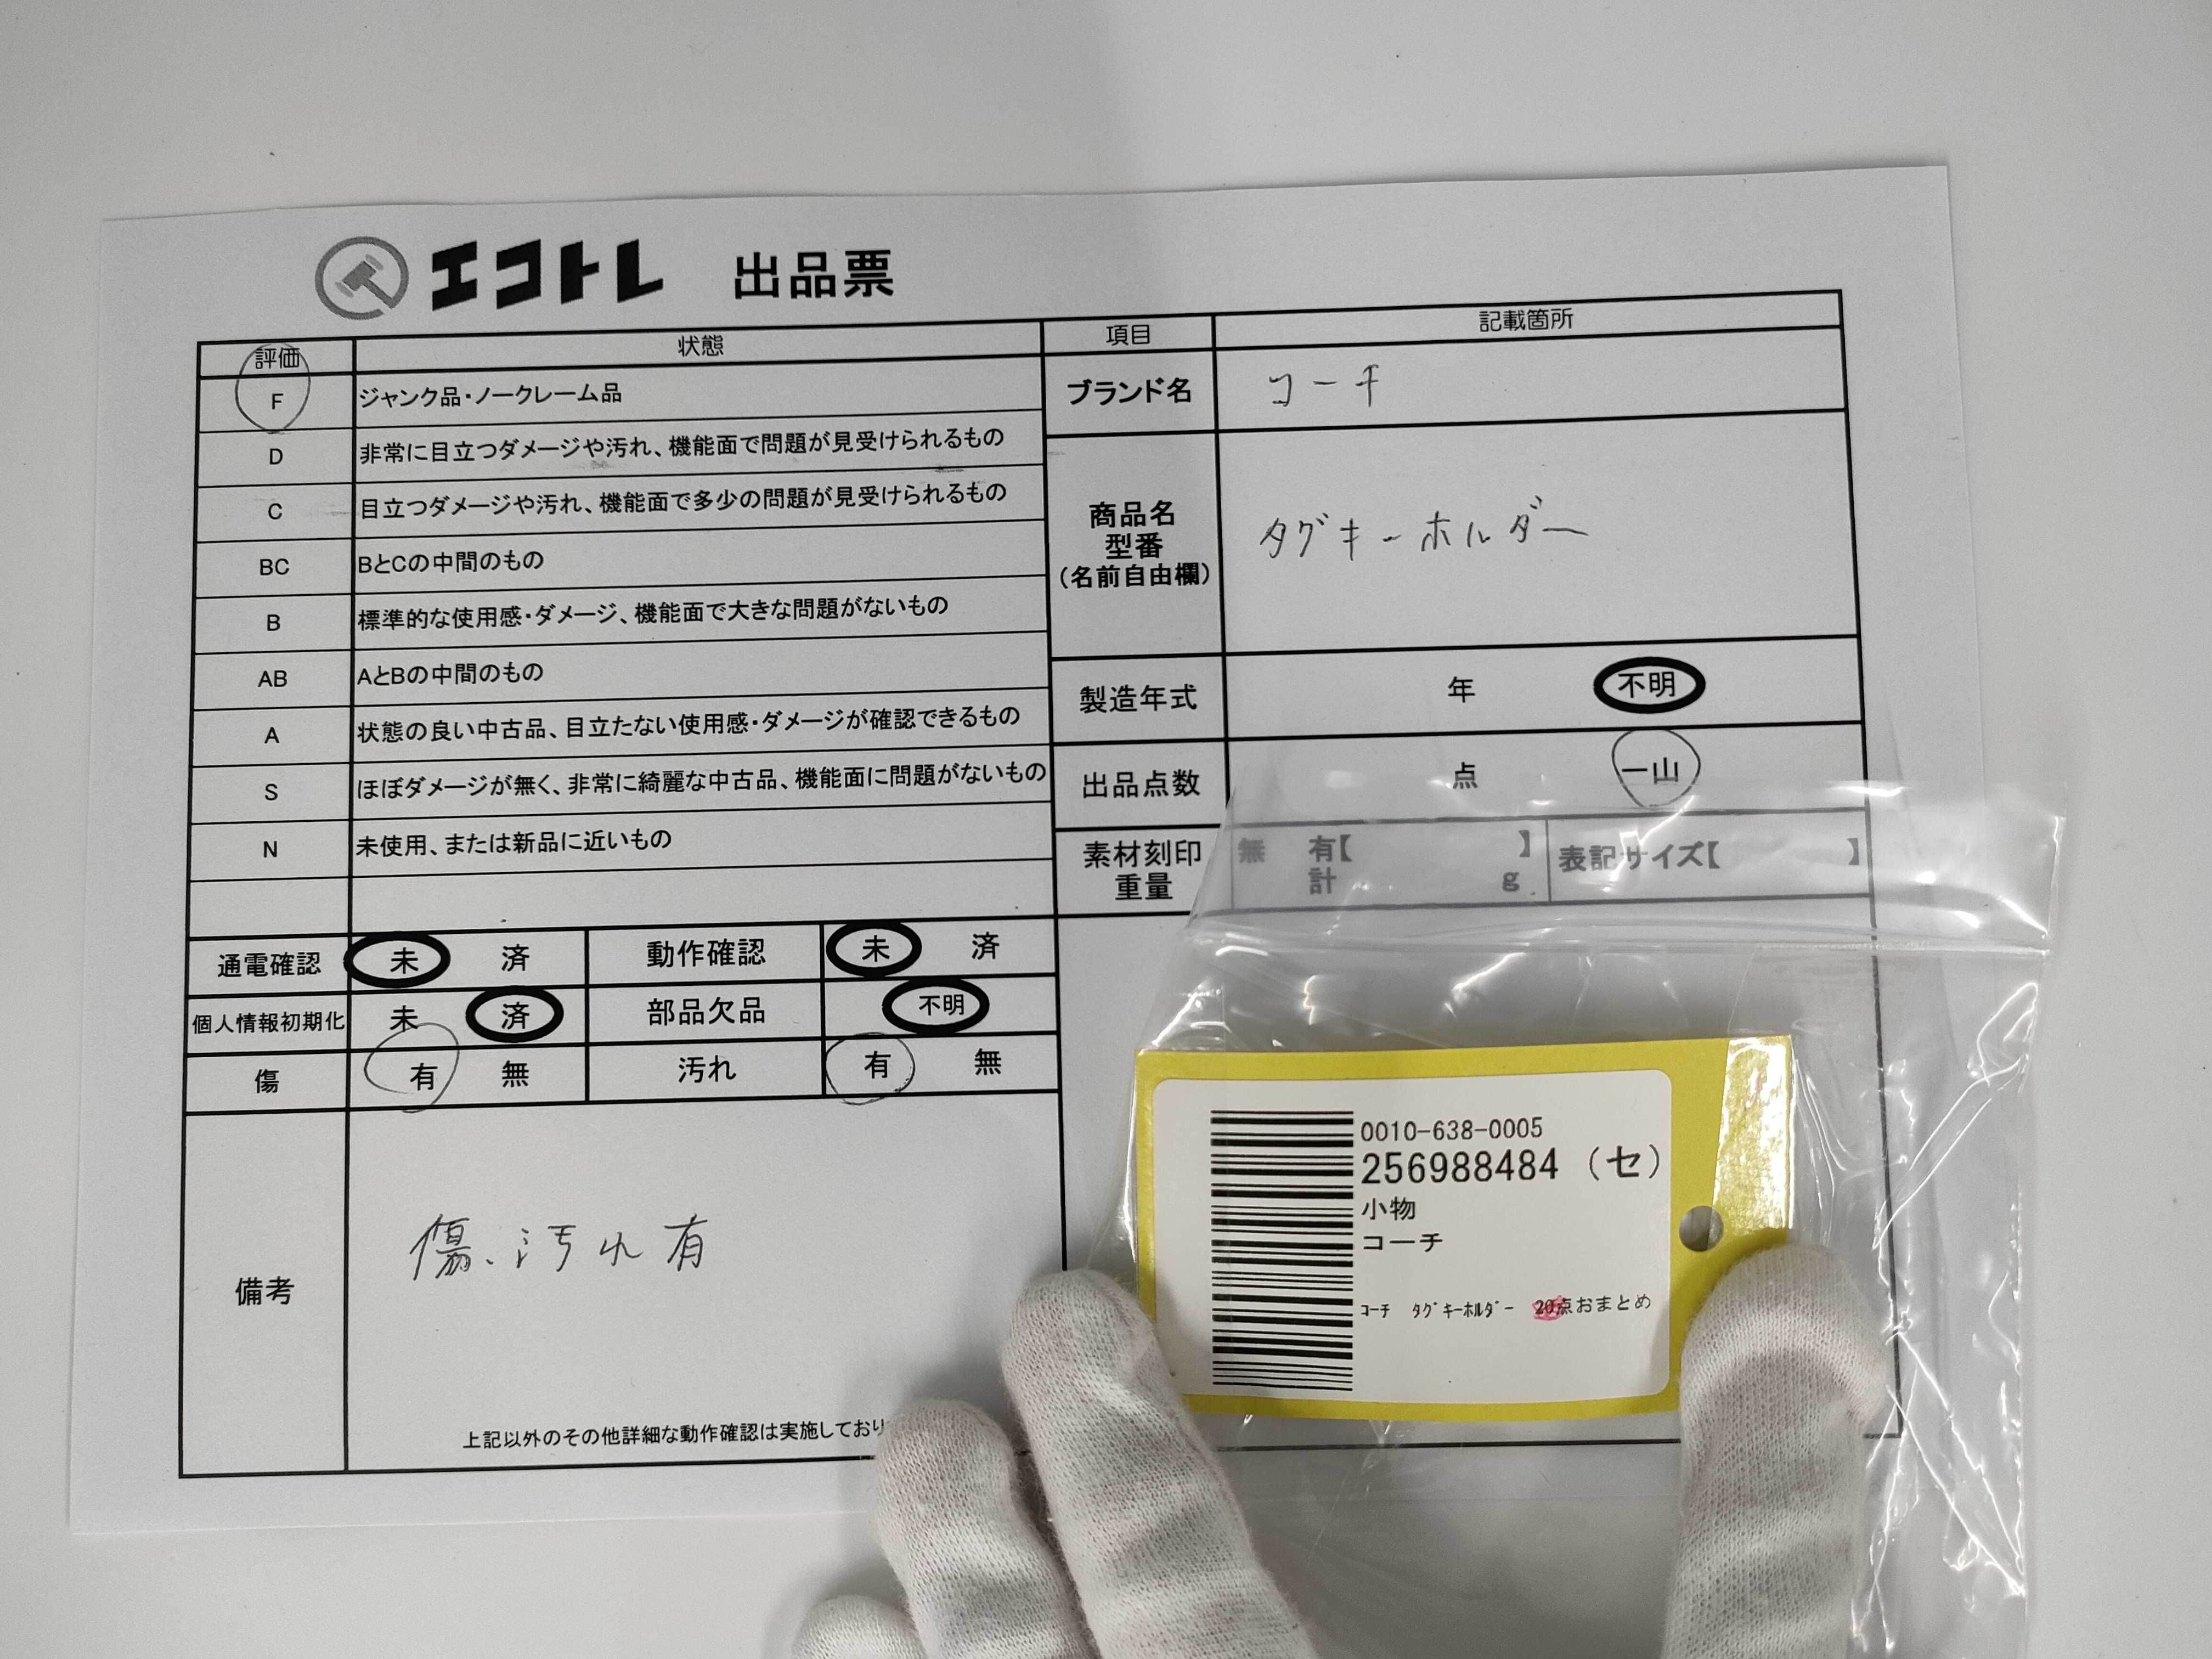 エコトレ 出品票
評価 状態
F ジャンク品・ノークレーム品
D 非常に目立つダメージや汚れ、機能面で問題が見受けられるもの
C 目立つダメージや汚れ、機能面で多少の問題が見受けられるもの
BC BとCの中間のもの
B 標準的な使用感・ダメージ、機能面で大きな問題がないもの
AB AとBの中間のもの
A 状態の良い中古品、目立たない使用感・ダメージが確認できるもの
S ほぼダメージが無く、非常に綺麗な中古品、機能面に問題がないもの
N 未使用、または新品に近いもの
項目 記載箇所
ブランド名 コーチ
商品名
型番
(名前自由欄)
タグキーホルダー
製造年式 年 不明
出品点数 点 一山
素材刻印 無 有【 】 表記サイズ【 】
重量 計 g
通電確認 未 済 動作確認 未 済
個人情報初期化 未 済 部品欠品 不明
傷 有 無 汚れ 有 無
備考 傷、汚れ有
上記以外のその他詳細な動作確認は実施しており
0010-638-0005
256988484 (セ)
小物
コーチ
ｺｰﾁ ﾀｸﾞｷｰﾎﾙﾀﾞｰ 20点おまとめ